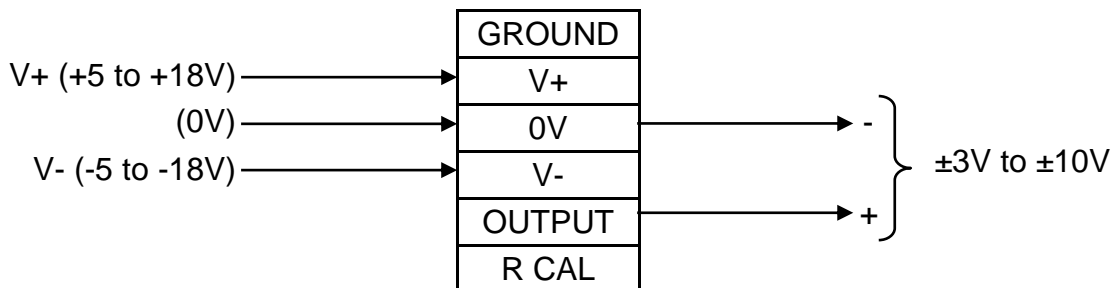 GROUND
V+ (+5 to +18V)
V+
(0V)
0V
-
V- (-5 to -18V)
V-
±3V to ±10V
OUTPUT
+
R CAL